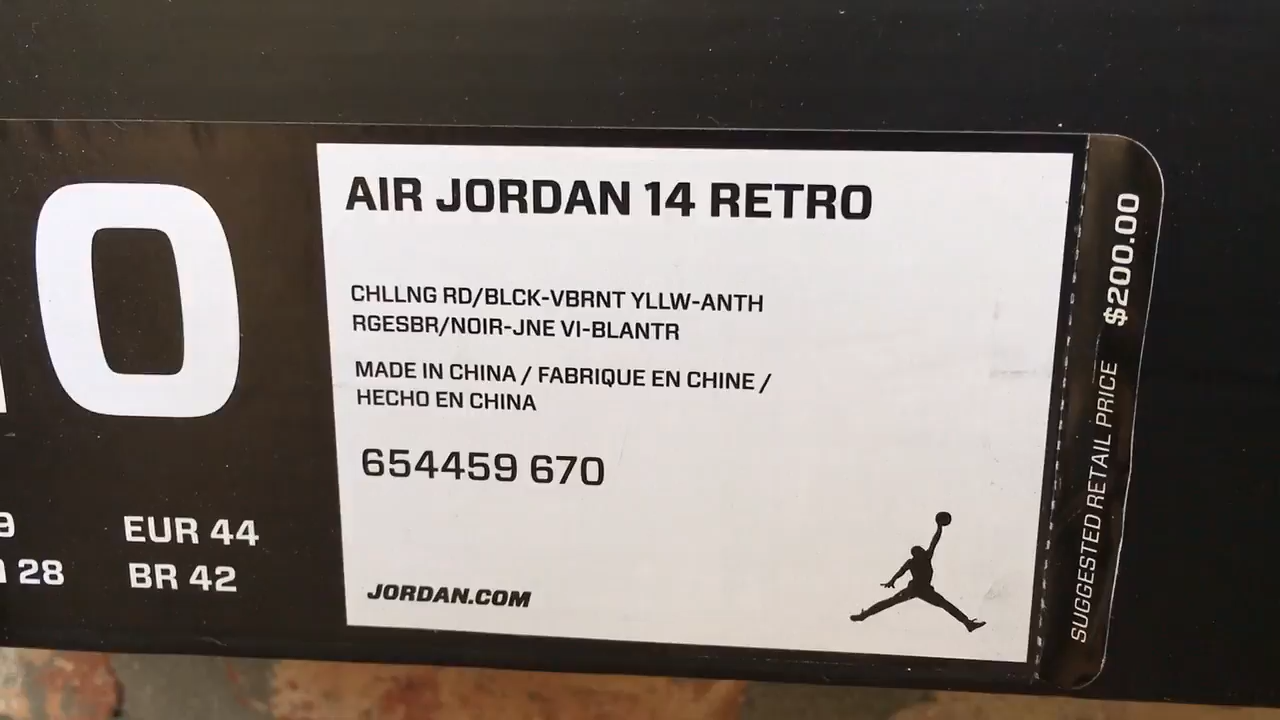 0
9
28
EUR 44
BR 42
AIR JORDAN 14 RETRO
CHLLNG RD/BLCK-VBRNT YLLW-ANTH
RGESBR/NOIR-JNE VI-BLANTR
MADE IN CHINA / FABRIQUE EN CHINE /
HECHO EN CHINA
654459 670
JORDAN.COM
SUGGESTED RETAIL PRICE $200.00